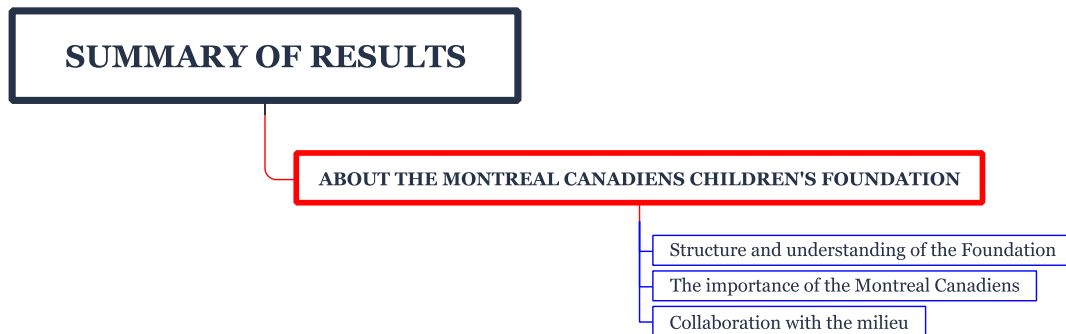 SUMMARY OF RESULTS
ABOUT THE MONTREAL CANADIENS CHILDREN'S FOUNDATION
Structure and understanding of the Foundation
The importance of the Montreal Canadiens
Collaboration with the milieu